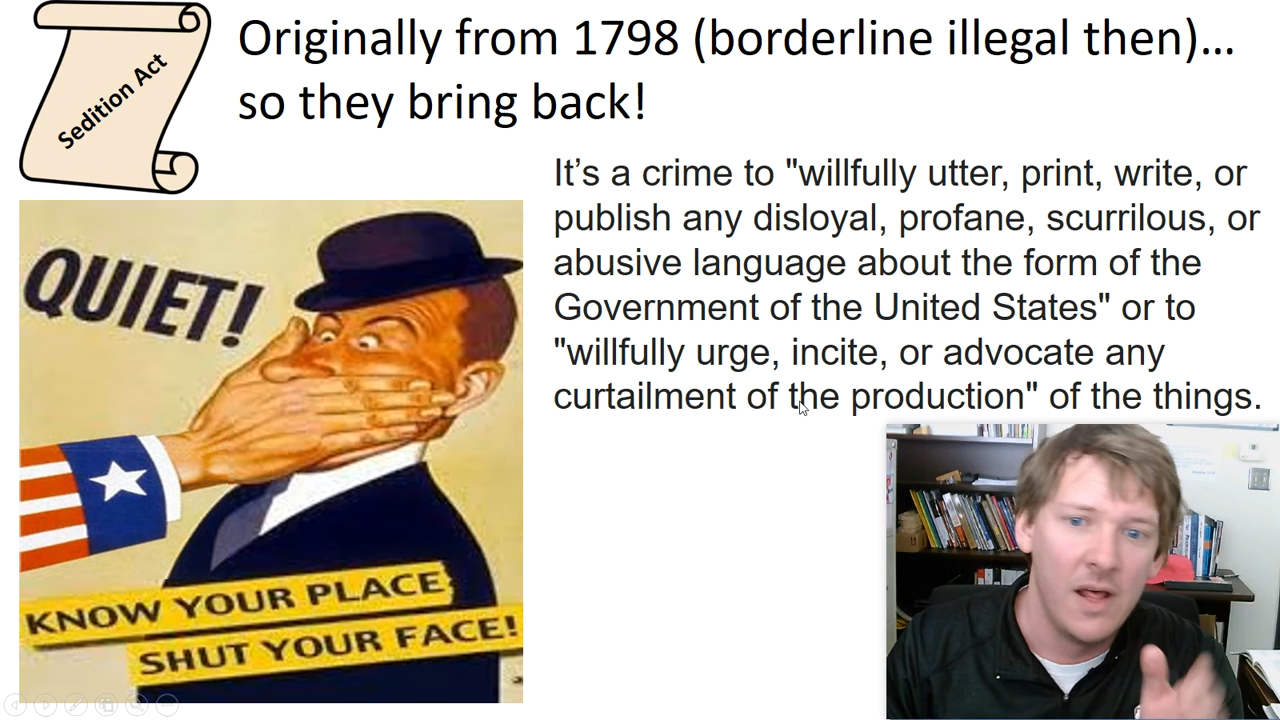 Sedition Act
Originally from 1798 (borderline illegal then)…
so they bring back!
It’s a crime to "willfully utter, print, write, or
publish any disloyal, profane, scurrilous, or
abusive language about the form of the
Government of the United States" or to
"willfully urge, incite, or advocate any
curtailment of the production" of the things.
QUIET!
KNOW YOUR PLACE
SHUT YOUR FACE!